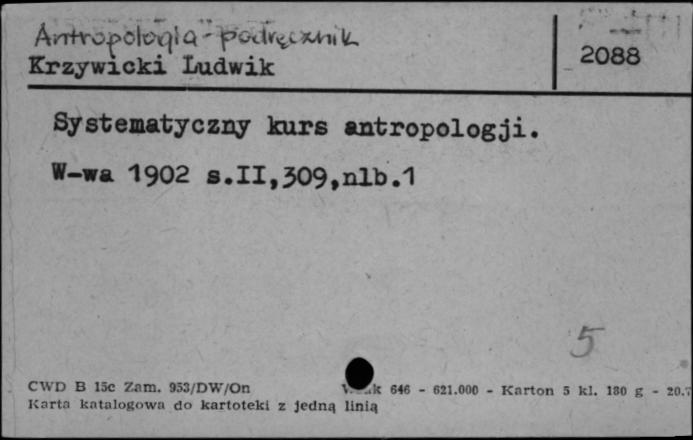 Antropologia - podręcznik
Krzywicki Ludwik
2088
Systematyczny kurs antropologji.
W-wa 1902 s.II,309,nlb.1
5
CWD B 15c Zam. 953/DW/On 646 - 621.000 - Karton 5 kl. 180 g - 20.7
Karta katalogowa do kartoteki z jedną linią